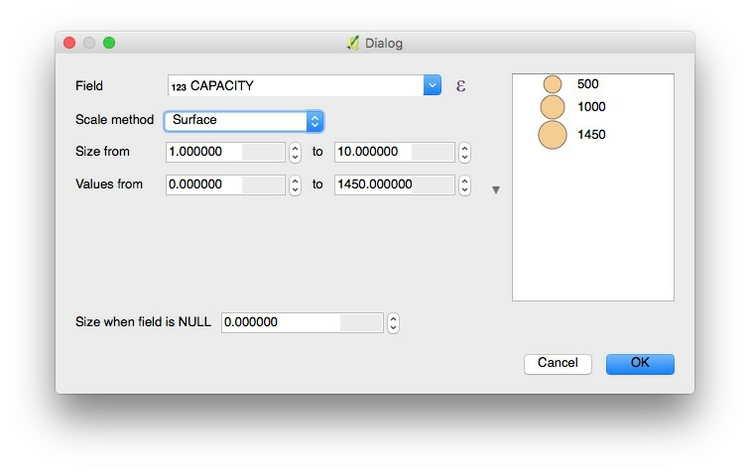 Dialog
Field 123 CAPACITY ε
Scale method Surface
Size from 1.000000 to 10.000000
Values from 0.000000 to 1450.000000
Size when field is NULL 0.000000
500
1000
1450
Cancel OK